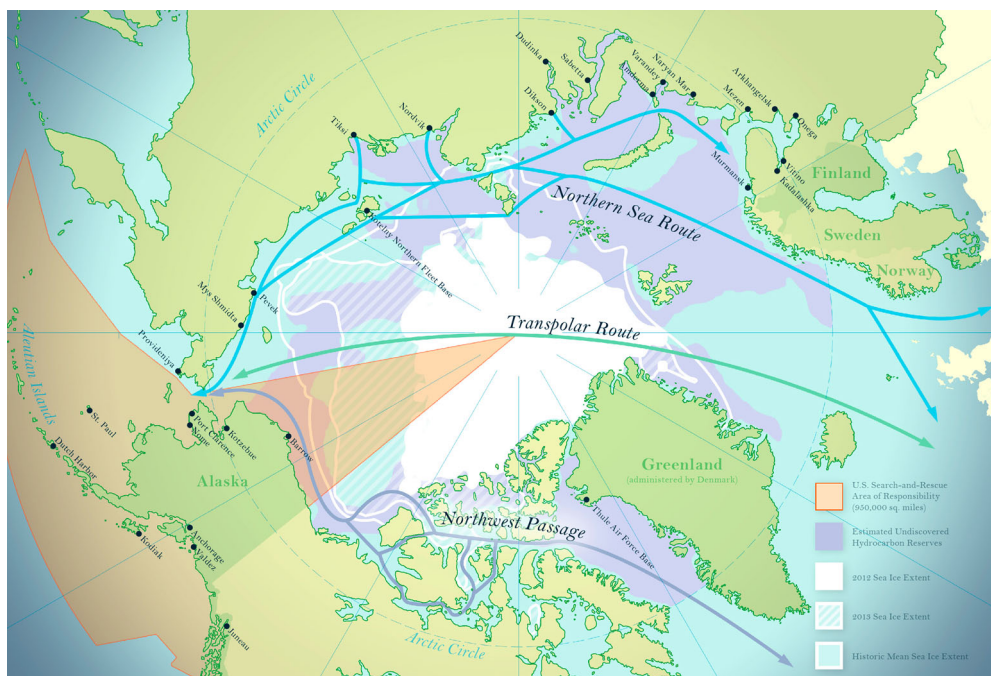 Dudinka
Sabetta
Varandey
Naryan Mar
Amderma
Arkhangelsk
Mezen
Onega
Dikson
Arctic Circle
Nordvik
Tiksi
Vitino
Kadalashka
Murmansk
Finland
Sweden
Norway
Northern Sea Route
Kotelny Northern Fleet Base
Pevek
Mys Shmidta
Transpolar Route
Provideniya
Aleutian Islands
St. Paul
Dutch Harbor
Port Clarence
Nome
Kotzebue
Barrow
Alaska
Greenland
(administered by Denmark)
Thule Air Force Base
Northwest Passage
Anchorage
Valdez
Kodiak
Juneau
Arctic Circle
U.S. Search-and-Rescue
Area of Responsibility
(950,000 sq. miles)
Estimated Undiscovered
Hydrocarbon Reserves
2012 Sea Ice Extent
2013 Sea Ice Extent
Historic Mean Sea Ice Extent